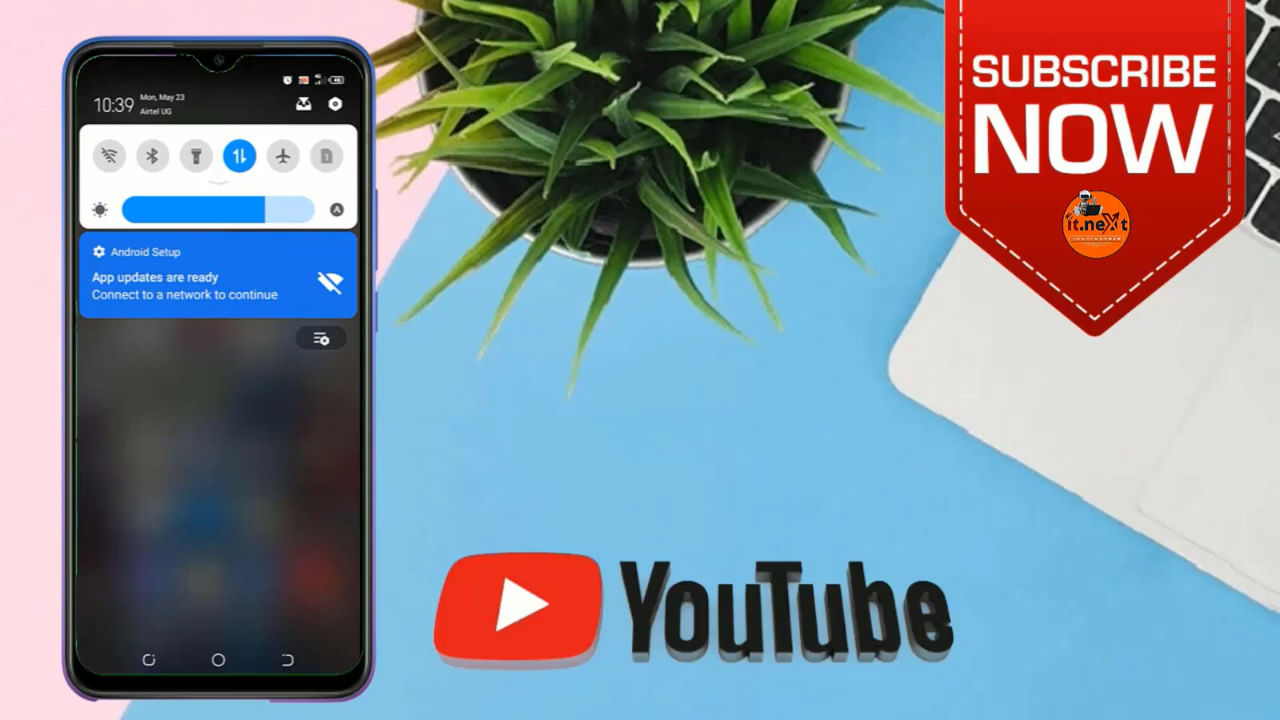 10:39
Mon, May 23
Airtel UG
Android Setup
App updates are ready
Connect to a network to continue
SUBSCRIBE
NOW
it.neXt
YouTube